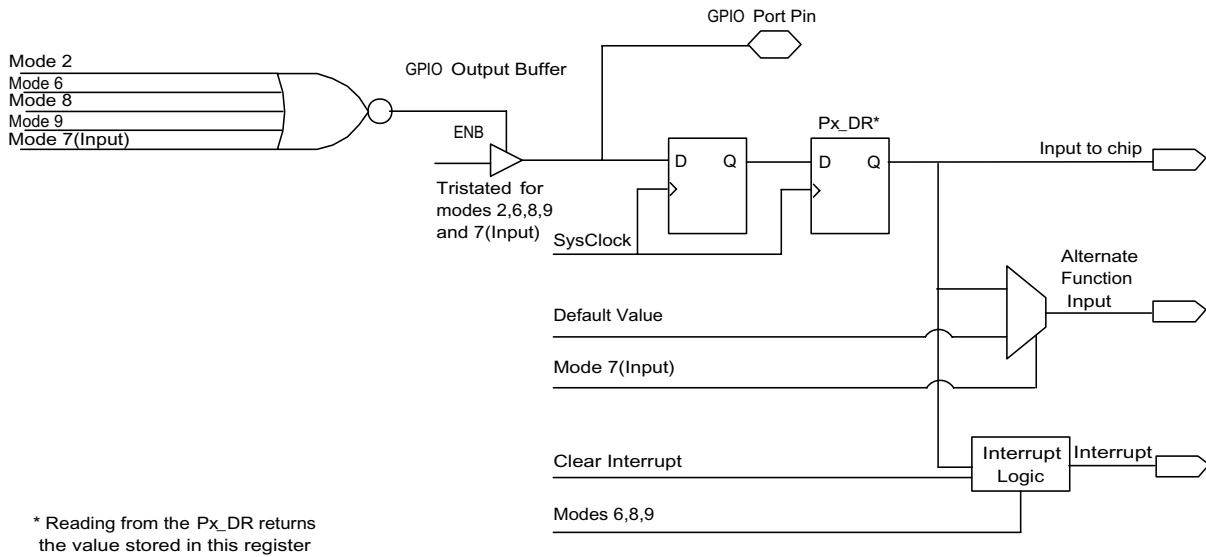 GPIO Port Pin
Mode 2
GPIO Output Buffer
Mode 6
Mode 8
Mode 9
Mode 7(Input)
ENB
Px_DR*
D Q
D Q
Input to chip
Tristated for
modes 2,6,8,9
and 7(Input)
SysClock
Alternate
Function
Input
Default Value
Mode 7(Input)
Clear Interrupt
Interrupt
Logic
Interrupt
Modes 6,8,9
* Reading from the Px_DR returns
the value stored in this register